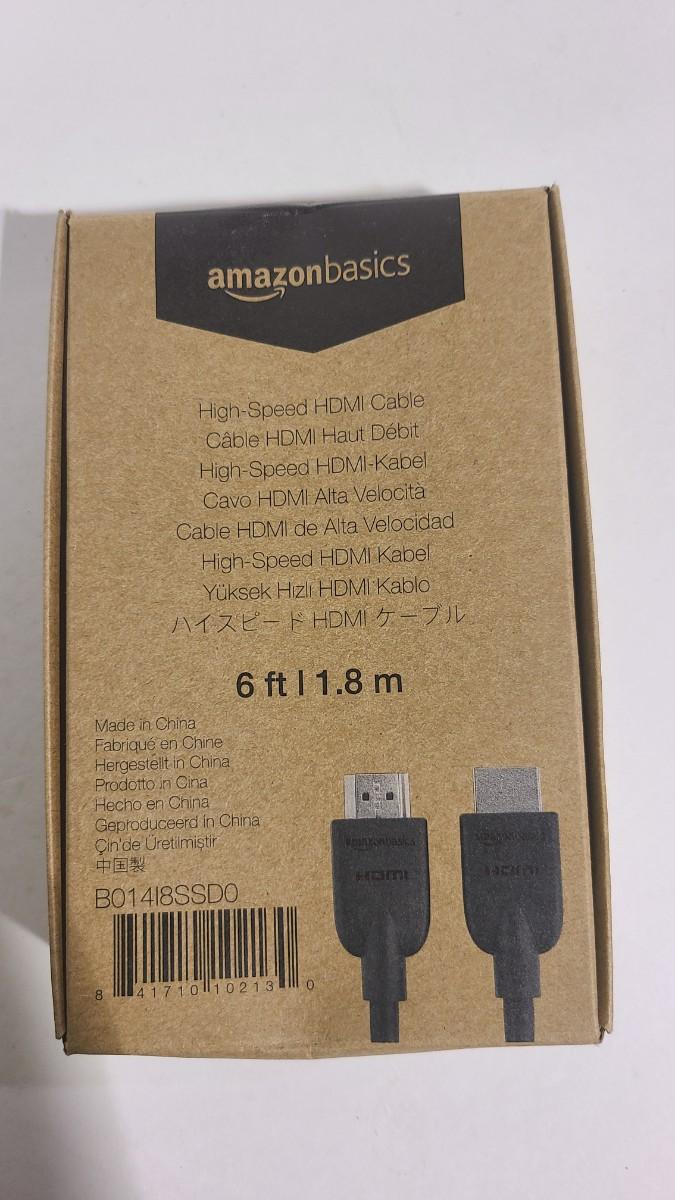 amazonbasics
High-Speed HDMI Cable
Câble HDMI Haut Débit
High-Speed HDMI-Kabel
Cavo HDMI Alta Velocità
Cable HDMI de Alta Velocidad
High-Speed HDMI Kabel
Yüksek Hızlı HDMI Kablo
ハイスピード HDMI ケーブル
6 ft | 1.8 m
Made in China
Fabriqué en Chine
Hergestellt in China
Prodotto in Cina
Hecho en China
Geproduceerd in China
Çin'de Üretilmiştir
中国製
B014I8SSD0
8 41710 10213 0
amazonbasics
HDMI
amazonbasics
HDMI